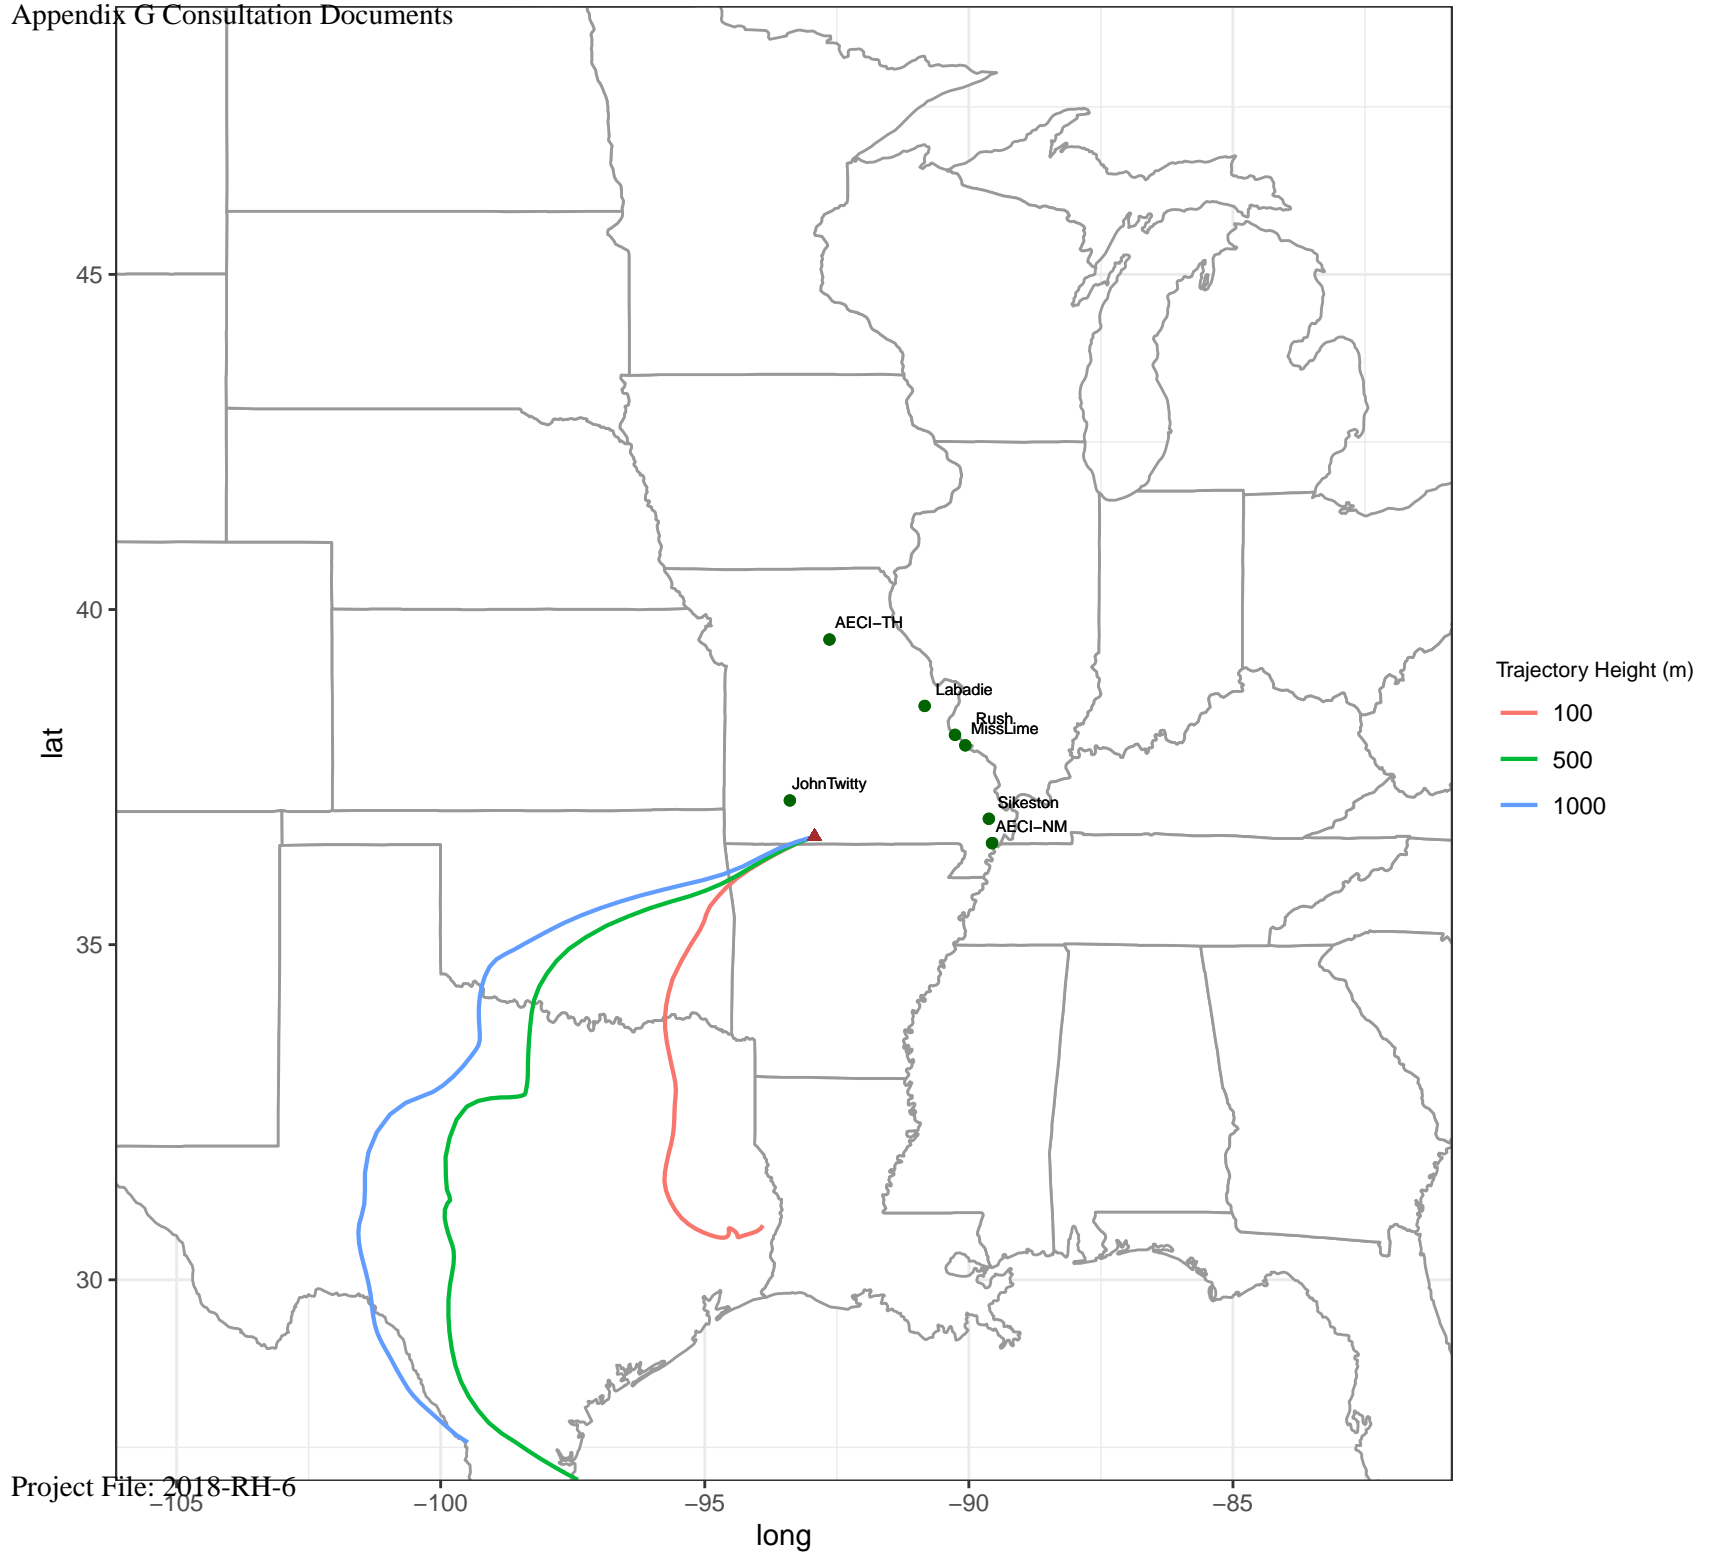 Appendix G Consultation Documents
45
40
35
30
lat
AECI−TH
Labadie
Rush
MissLime
JohnTwitty
Sikeston
AECI−NM
Trajectory Height (m)
100
500
1000
Project File: 2018-RH-6
−105
−100
−95
−90
−85
long